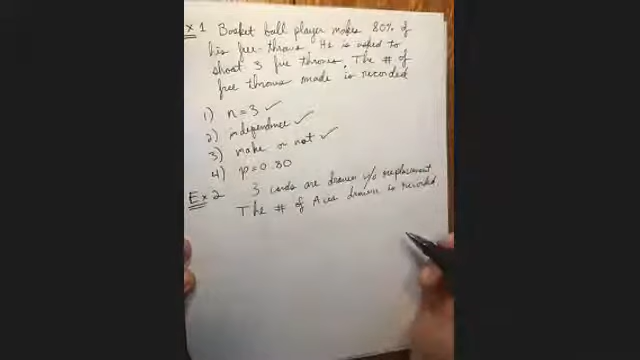 Ex 1 Basket ball player makes 80% of
his free-throws. He is asked to
shoot 3 free throws. The # of
free throws made is recorded
1) n = 3 ✓
2) independence ✓
3) make or not ✓
4) p = 0.80
Ex 2 3 cards are drawn w/o replacement
The # of Aces drawn is recorded.